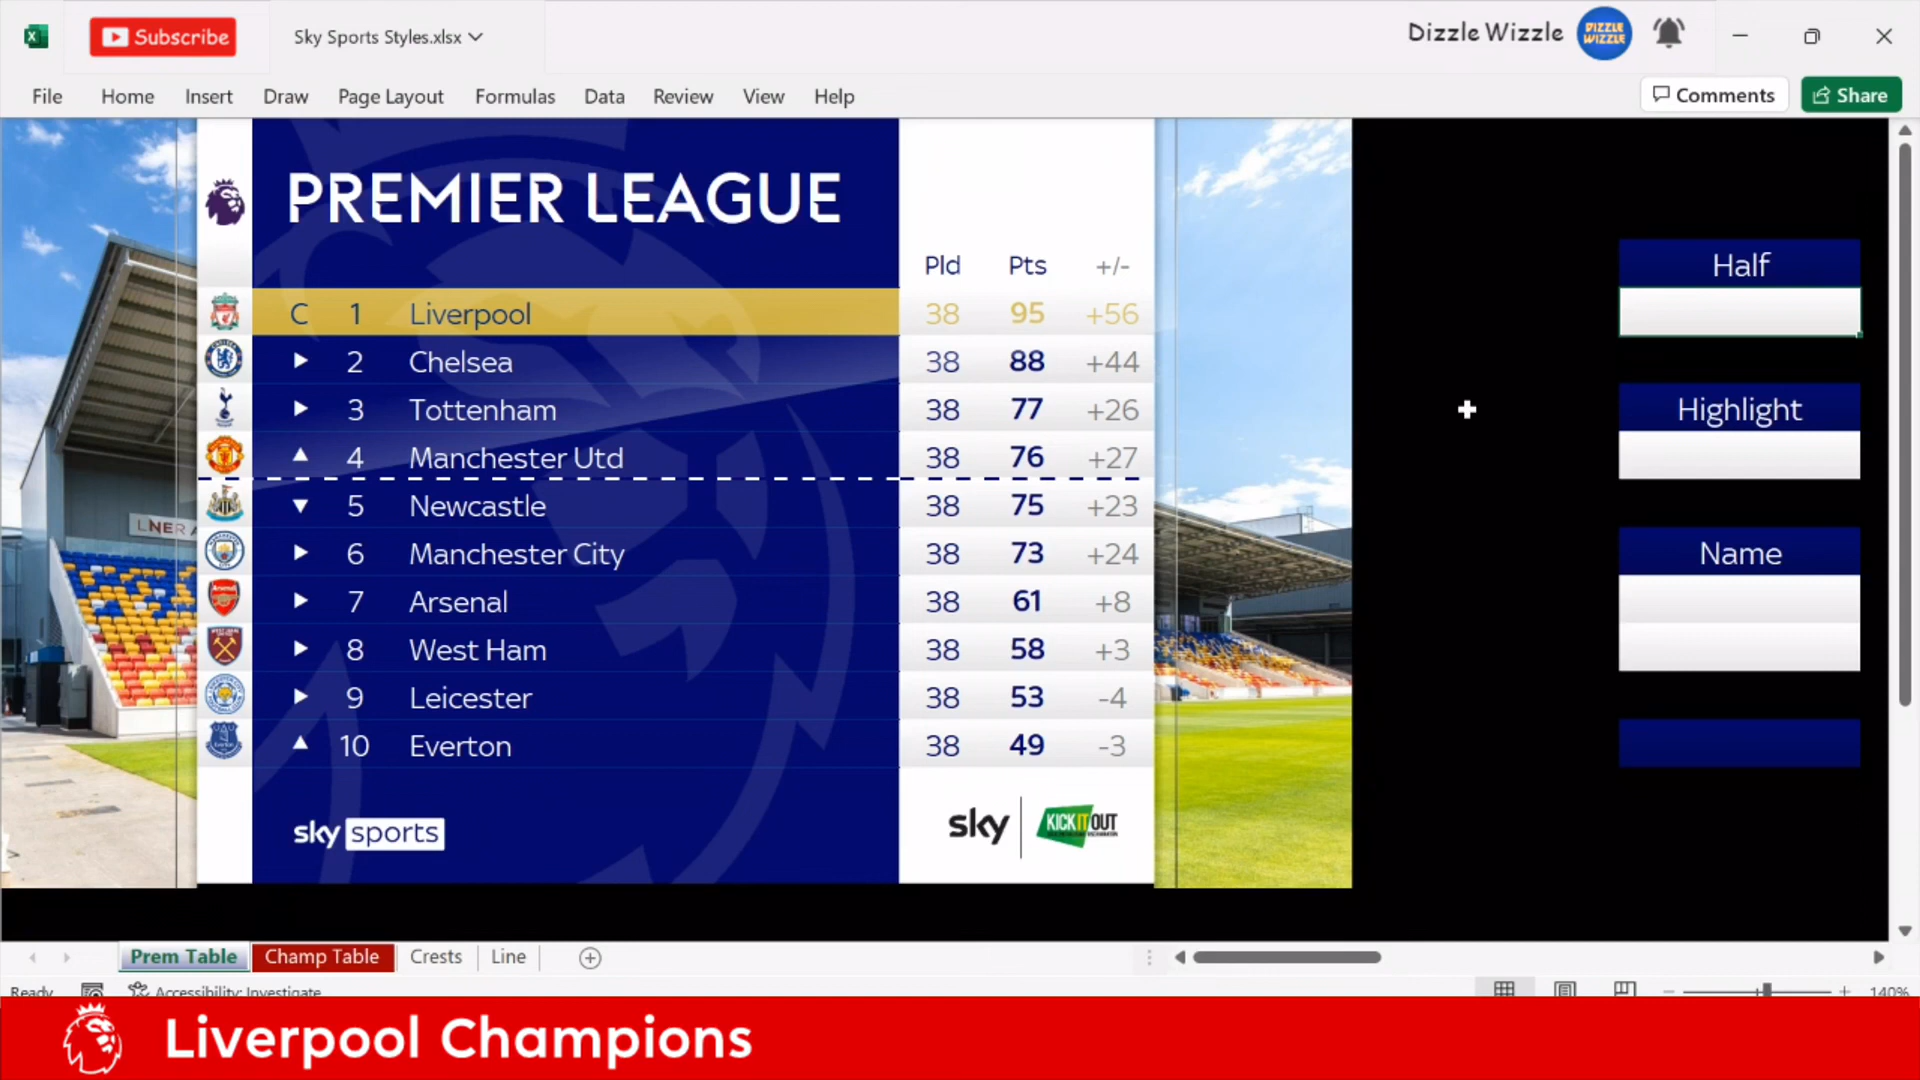 Subscribe
Sky Sports Styles.xlsx
Dizzle Wizzle
DIZZLE WIZZLE
File Home Insert Draw Page Layout Formulas Data Review View Help
Comments
Share
PREMIER LEAGUE
Pld Pts +/-
C 1 Liverpool 38 95 +56
2 Chelsea 38 88 +44
3 Tottenham 38 77 +26
4 Manchester Utd 38 76 +27
5 Newcastle 38 75 +23
6 Manchester City 38 73 +24
7 Arsenal 38 61 +8
8 West Ham 38 58 +3
9 Leicester 38 53 -4
10 Everton 38 49 -3
sky sports
sky
KICK IT OUT
LNER
Half
Highlight
Name
Prem Table Champ Table Crests Line
Ready
Accessibility: Investigate
140%
Liverpool Champions